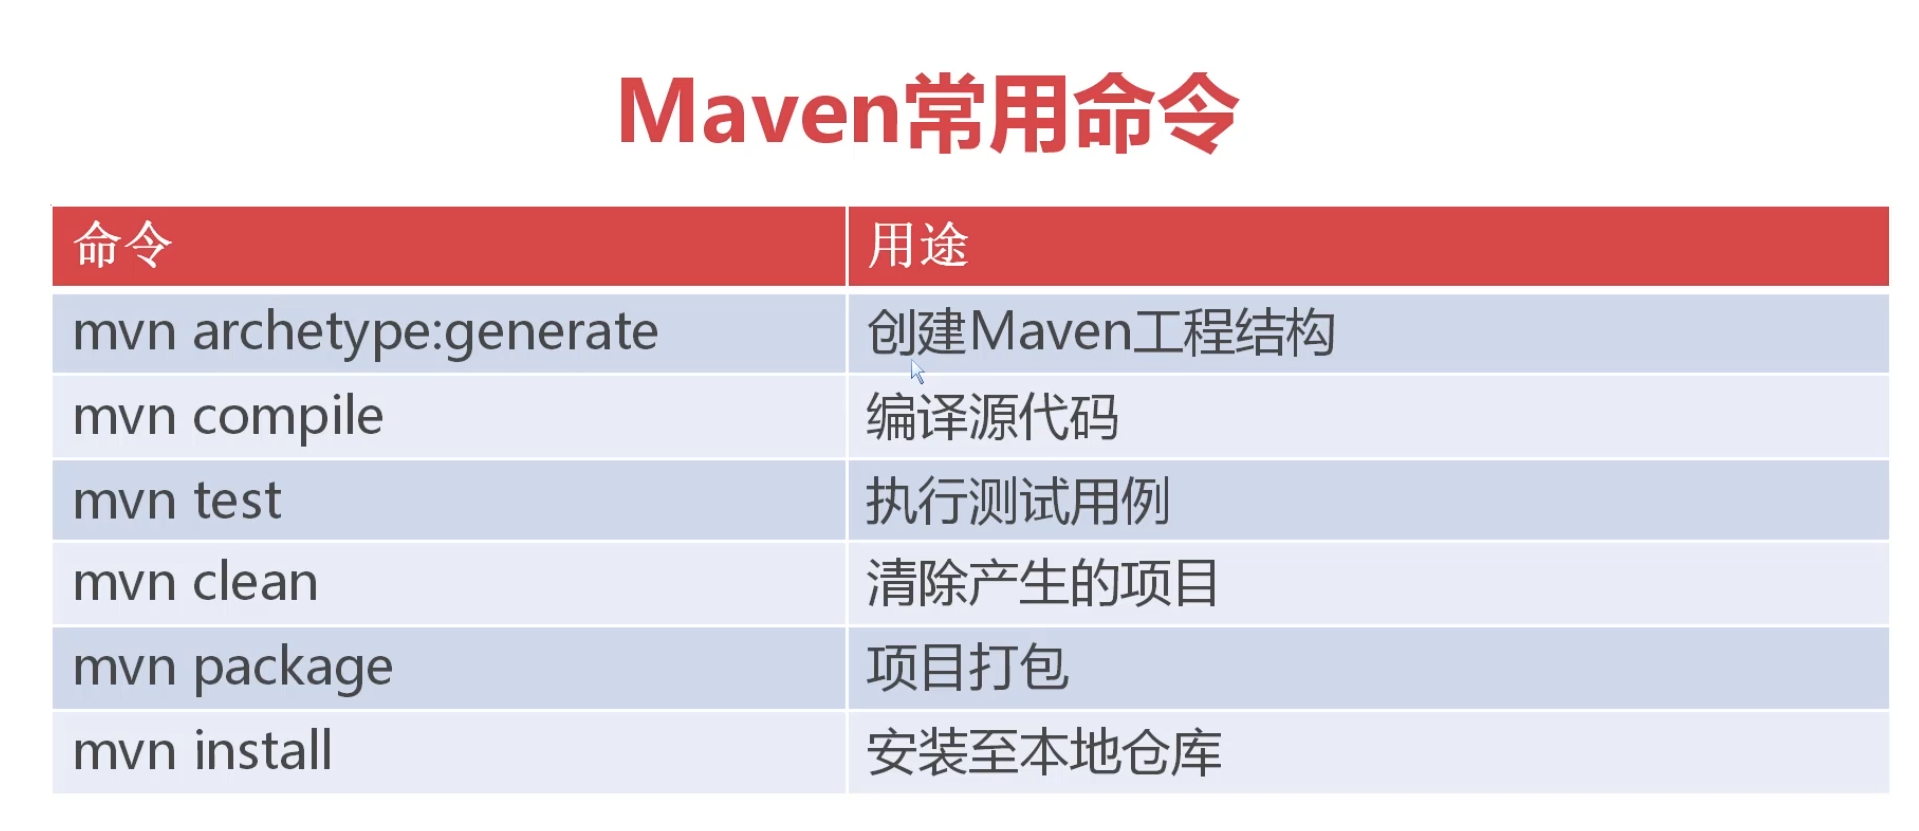 Maven常用命令
命令 用途
mvn archetype:generate 创建Maven工程结构
mvn compile 编译源代码
mvn test 执行测试用例
mvn clean 清除产生的项目
mvn package 项目打包
mvn install 安装至本地仓库